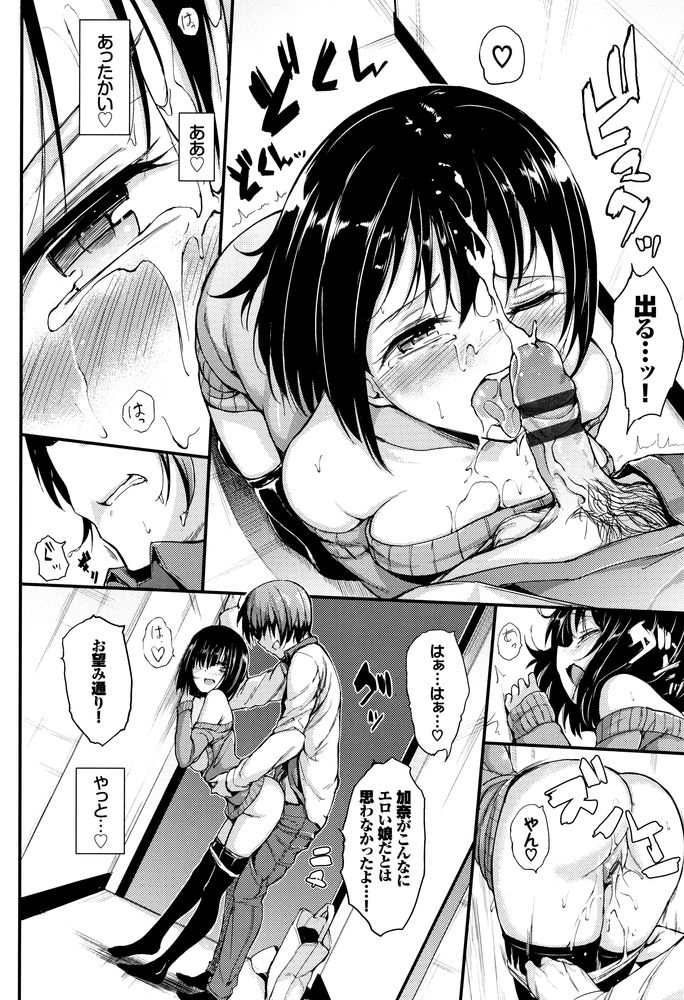 ビュクッ
出る…ッ!
♡
どくん
どくん…
ああ♡
あったかい♡
はっ
はっ♡
はぁ…はぁ…♡
やん♡
加奈がこんなに
エロい娘だとは
思わなかったよ…!
グッ
はっ♡
お望み通り!
やっと…♡